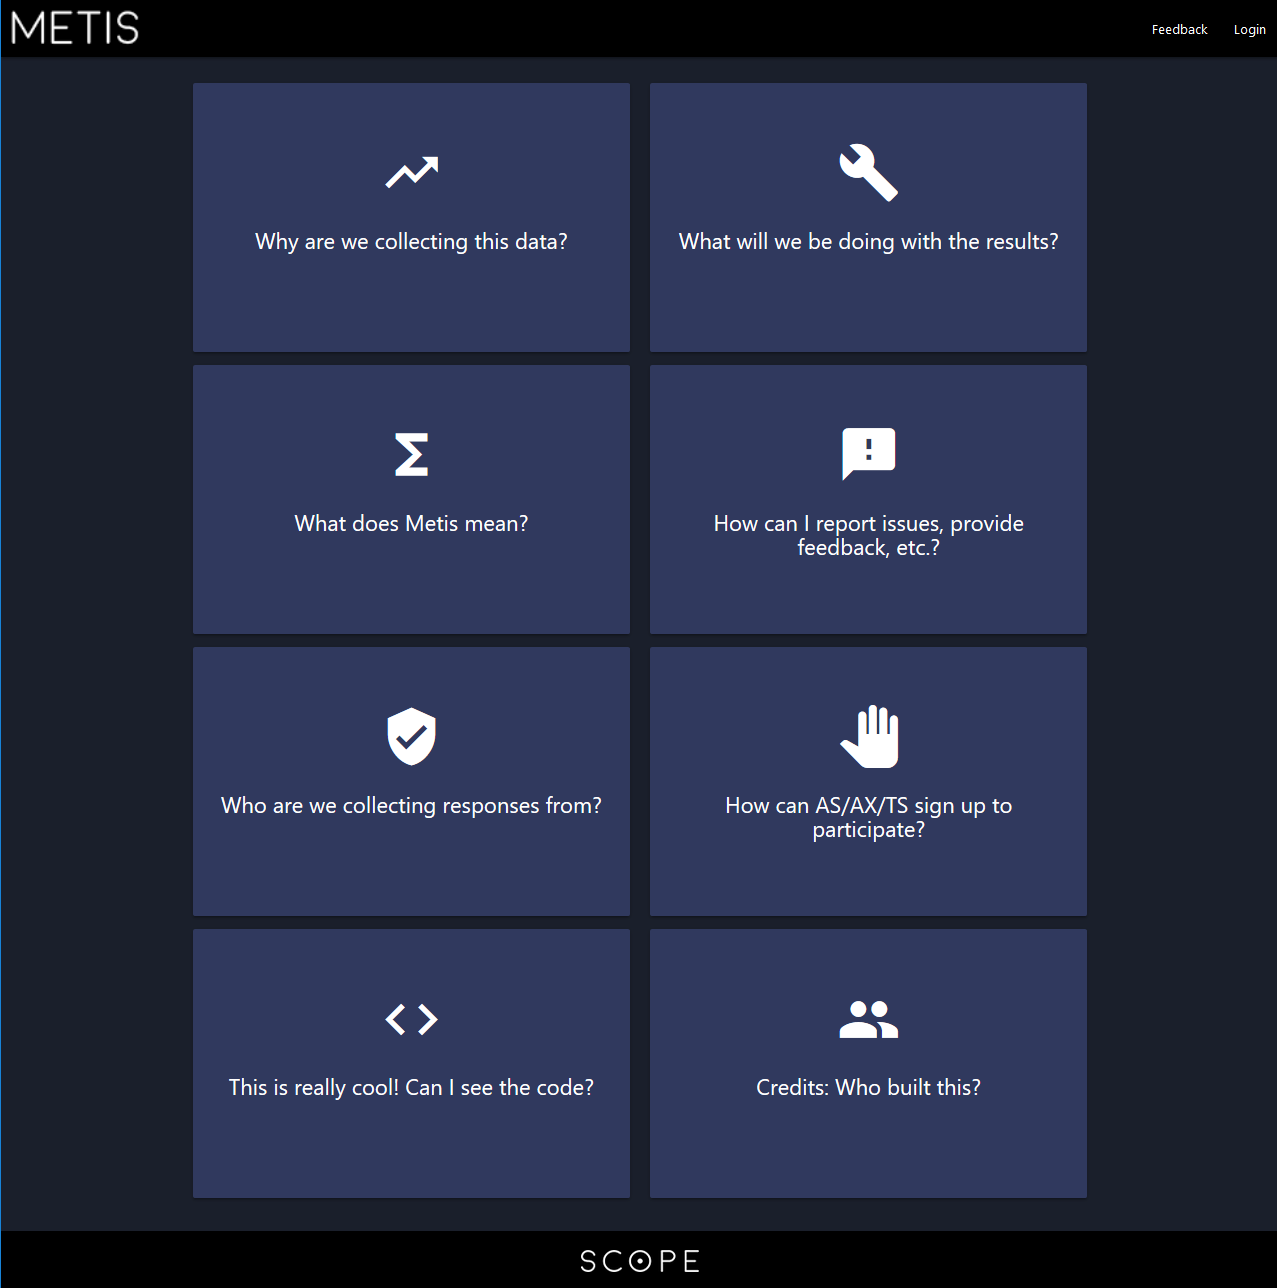 METIS
Feedback
Login
Why are we collecting this data?
What will we be doing with the results?
What does Metis mean?
How can I report issues, provide
feedback, etc.?
Who are we collecting responses from?
How can AS/AX/TS sign up to
participate?
This is really cool! Can I see the code?
Credits: Who built this?
SCOPE